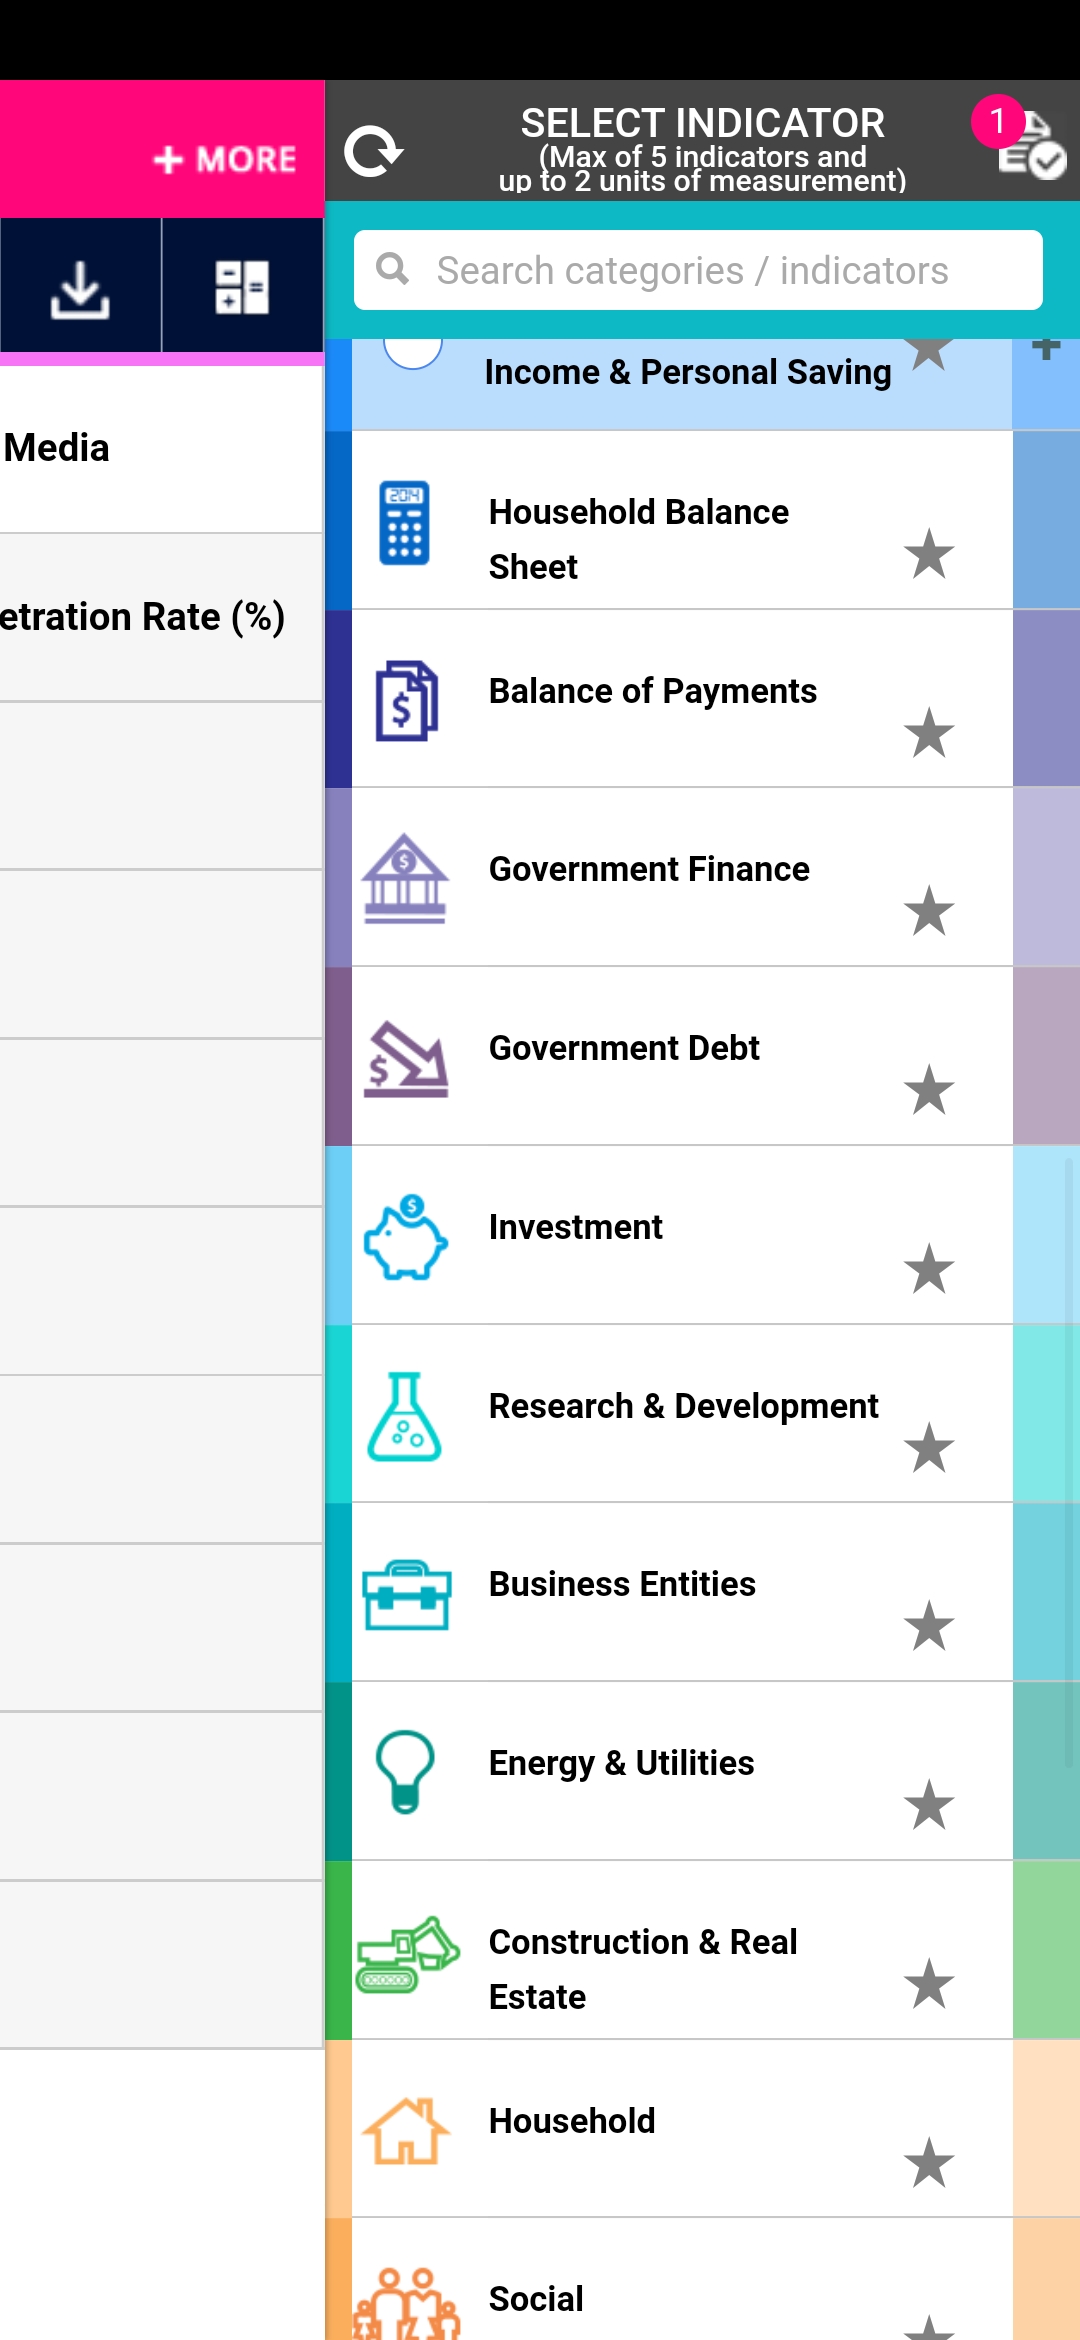 + MORE
SELECT INDICATOR
(Max of 5 indicators and
up to 2 units of measurement)
1
Search categories / indicators
Media
etration Rate (%)
Income & Personal Saving
2014
Household Balance
Sheet
Balance of Payments
Government Finance
Government Debt
Investment
Research & Development
Business Entities
Energy & Utilities
Construction & Real
Estate
Household
Social